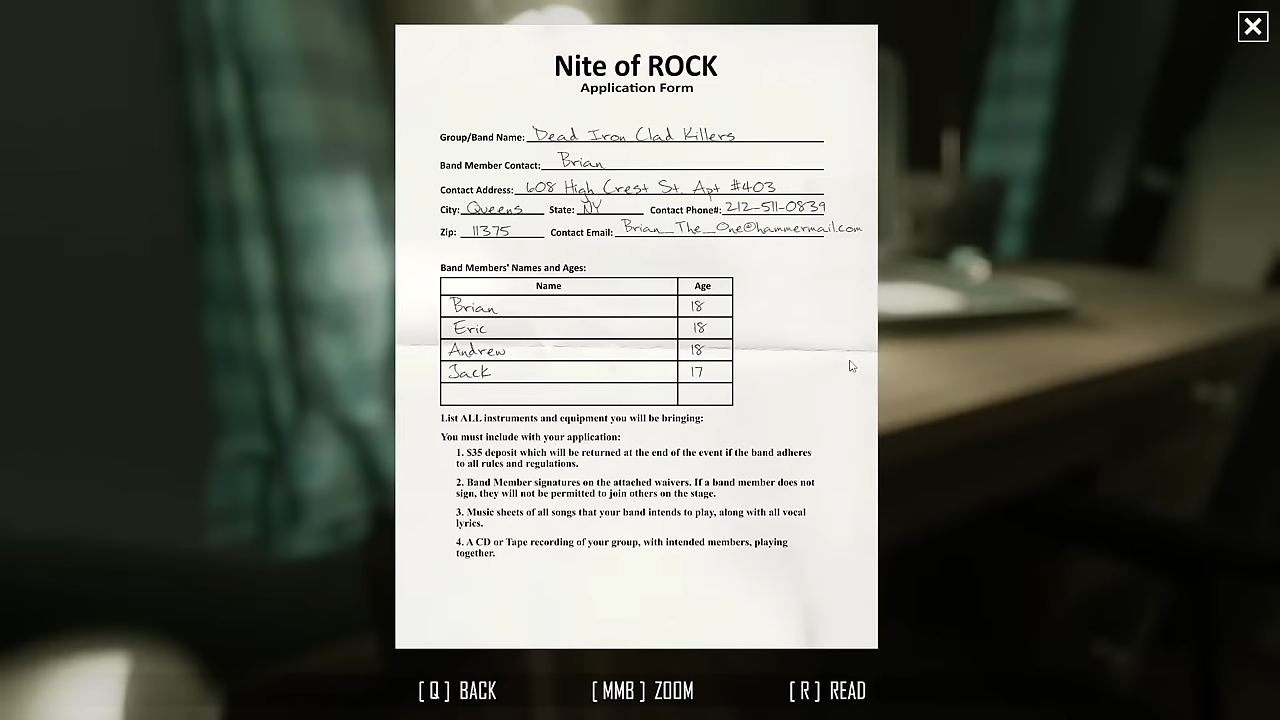 Nite of ROCK
Application Form
Group/Band Name: Dead Iron Clad Killers
Band Member Contact: Brian
Contact Address: 608 High Crest St. Apt #403
City: Queens State: NY Contact Phone#: 212-511-0839
Zip: 11375 Contact Email: Brian_The_One@hammermail.com
Band Members' Names and Ages:
Name Age
Brian 18
Eric 18
Andrew 18
Jack 17
List ALL instruments and equipment you will be bringing:
You must include with your application:
1. $35 deposit which will be returned at the end of the event if the band adheres
to all rules and regulations.
2. Band Member signatures on the attached waivers. If a band member does not
sign, they will not be permitted to join others on the stage.
3. Music sheets of all songs that your band intends to play, along with all vocal
lyrics.
4. A CD or Tape recording of your group, with intended members, playing
together.
[ Q ] BACK [ MMB ] ZOOM [ R ] READ